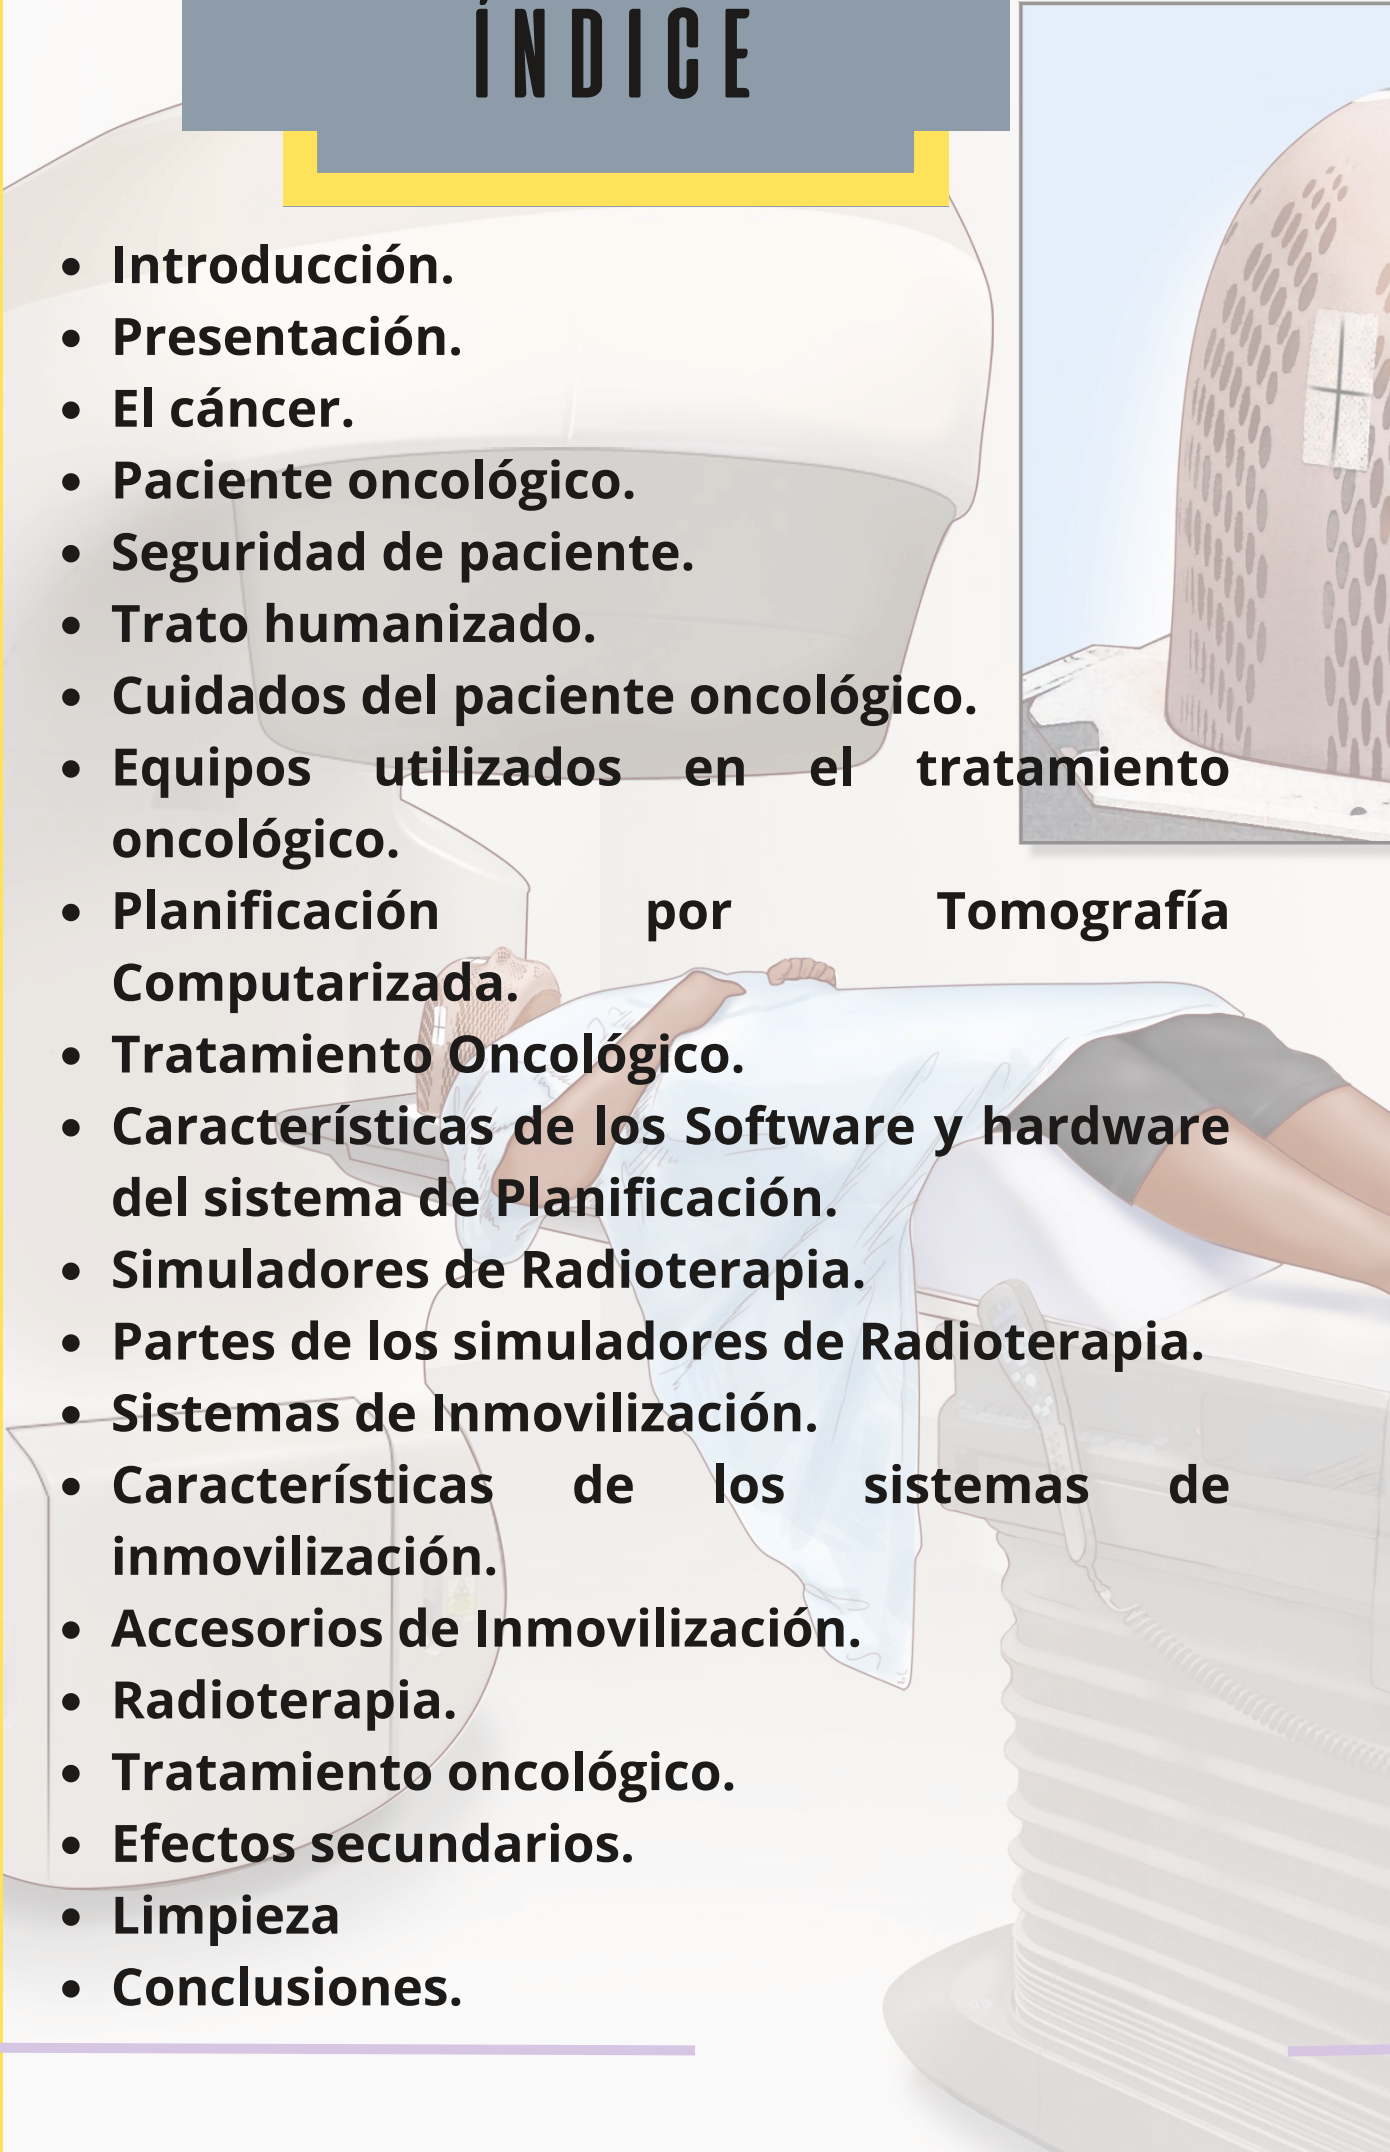 ÍNDICE
• Introducción.
• Presentación.
• El cáncer.
• Paciente oncológico.
• Seguridad de paciente.
• Trato humanizado.
• Cuidados del paciente oncológico.
• Equipos utilizados en el tratamiento
oncológico.
• Planificación por Tomografía
Computarizada.
• Tratamiento Oncológico.
• Características de los Software y hardware
del sistema de Planificación.
• Simuladores de Radioterapia.
• Partes de los simuladores de Radioterapia.
• Sistemas de Inmovilización.
• Características de los sistemas de
inmovilización.
• Accesorios de Inmovilización.
• Radioterapia.
• Tratamiento oncológico.
• Efectos secundarios.
• Limpieza
• Conclusiones.